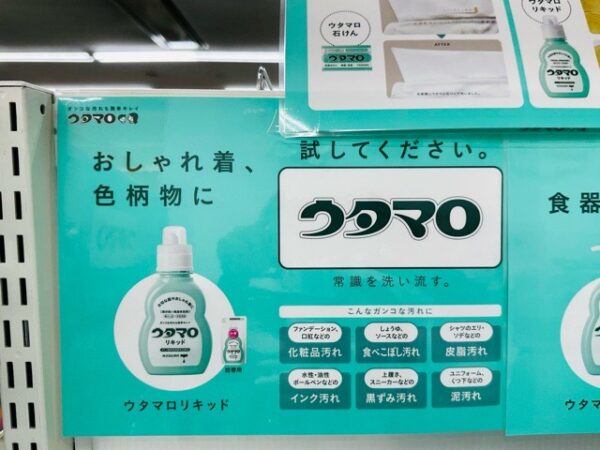 ウタマロ
石けん
ウタマロ
AFTER
ウタマロ
リキッド
ガンコな汚れも簡単キレイ
ウタマロ
おしゃれ着、
色柄物に
試してください。
ウタマロ
常識を洗い流す。
こんなガンコな汚れに
ファンデーション、
口紅などの
化粧品汚れ
しょうゆ、
ソースなどの
食べこぼし汚れ
シャツのエリ・
ソデなどの
皮脂汚れ
水性・油性
ボールペンなどの
インク汚れ
上履き、
スニーカーなどの
黒ずみ汚れ
ユニフォーム、
くつ下などの
泥汚れ
ウタマロ
リキッド
詰替用
ウタマロリキッド
食器